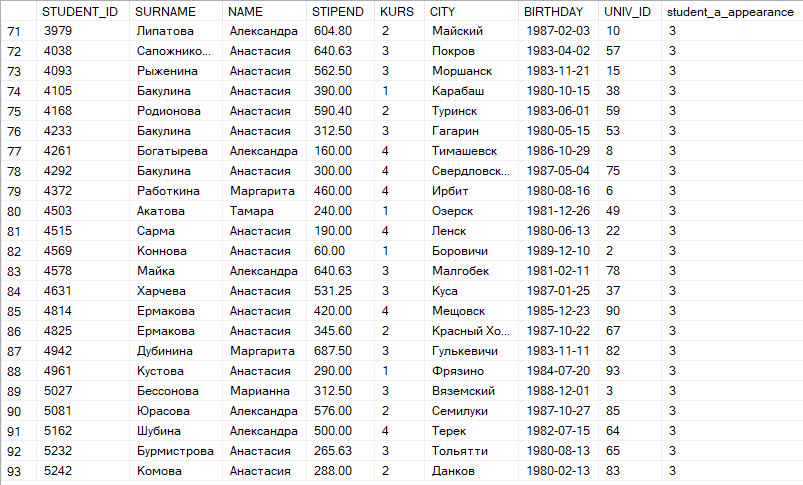 STUDENT_ID SURNAME NAME STIPEND KURS CITY BIRTHDAY UNIV_ID student_a_appearance
71 3979 Липатова Александра 604.80 2 Майский 1987-02-03 10 3
72 4038 Сапожнико... Анастасия 640.63 3 Покров 1983-04-02 57 3
73 4093 Рыженина Анастасия 562.50 3 Моршанск 1983-11-21 15 3
74 4105 Бакулина Анастасия 390.00 1 Карабаш 1980-10-15 38 3
75 4168 Родионова Анастасия 590.40 2 Туринск 1983-06-01 59 3
76 4233 Бакулина Анастасия 312.50 3 Гагарин 1980-05-15 53 3
77 4261 Богатырева Александра 160.00 4 Тимашевск 1986-10-29 8 3
78 4292 Бакулина Анастасия 300.00 4 Свердловск... 1987-05-04 75 3
79 4372 Работкина Маргарита 460.00 4 Ирбит 1980-08-16 6 3
80 4503 Акатова Тамара 240.00 1 Озерск 1981-12-26 49 3
81 4515 Сарма Анастасия 190.00 4 Ленск 1980-06-13 22 3
82 4569 Коннова Анастасия 60.00 1 Боровичи 1989-12-10 2 3
83 4578 Майка Александра 640.63 3 Малгобек 1981-02-11 78 3
84 4631 Харчева Анастасия 531.25 3 Куса 1987-01-25 37 3
85 4814 Ермакова Анастасия 420.00 4 Мещовск 1985-12-23 90 3
86 4825 Ермакова Анастасия 345.60 2 Красный Хо... 1987-10-22 67 3
87 4942 Дубинина Маргарита 687.50 3 Гулькевичи 1983-11-11 82 3
88 4961 Кустова Анастасия 290.00 1 Фрязино 1984-07-20 93 3
89 5027 Бессонова Марианна 312.50 3 Вяземский 1988-12-01 3 3
90 5081 Юрасова Александра 576.00 2 Семилуки 1987-10-27 85 3
91 5162 Шубина Александра 500.00 4 Терек 1982-07-15 64 3
92 5232 Бурмистрова Анастасия 265.63 3 Тольятти 1980-08-13 65 3
93 5242 Комова Анастасия 288.00 2 Данков 1980-02-13 83 3